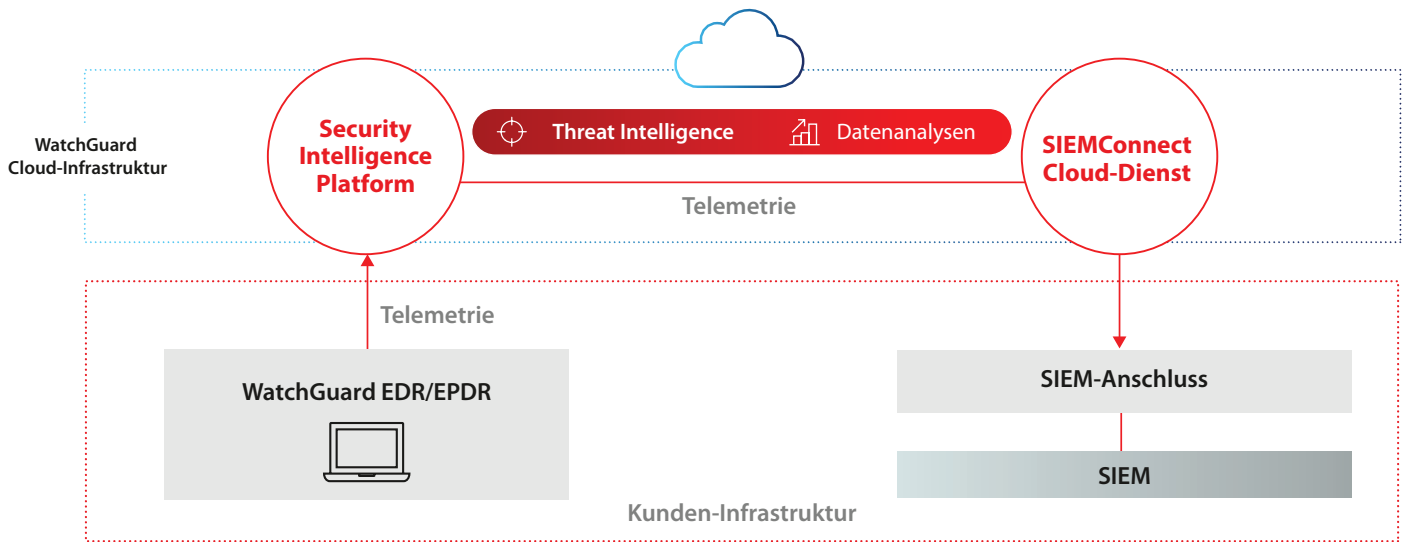 WatchGuard
Cloud-Infrastruktur
Security
Intelligence
Platform
Threat Intelligence
Datenanalysen
Telemetrie
SIEMConnect
Cloud-Dienst
Telemetrie
WatchGuard EDR/EPDR
SIEM-Anschluss
SIEM
Kunden-Infrastruktur